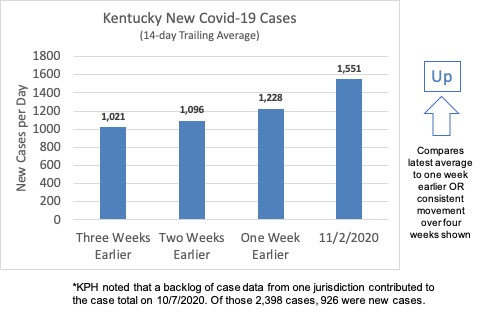 Kentucky New Covid-19 Cases
(14-day Trailing Average)
New Cases per Day
1800
1600
1400
1200
1000
800
600
400
200
0
1,021
1,096
1,228
1,551
Three Weeks
Earlier
Two Weeks
Earlier
One Week
Earlier
11/2/2020
Up
Compares
latest average
to one week
earlier OR
consistent
movement
over four
weeks shown
*KPH noted that a backlog of case data from one jurisdiction contributed to
the case total on 10/7/2020. Of those 2,398 cases, 926 were new cases.